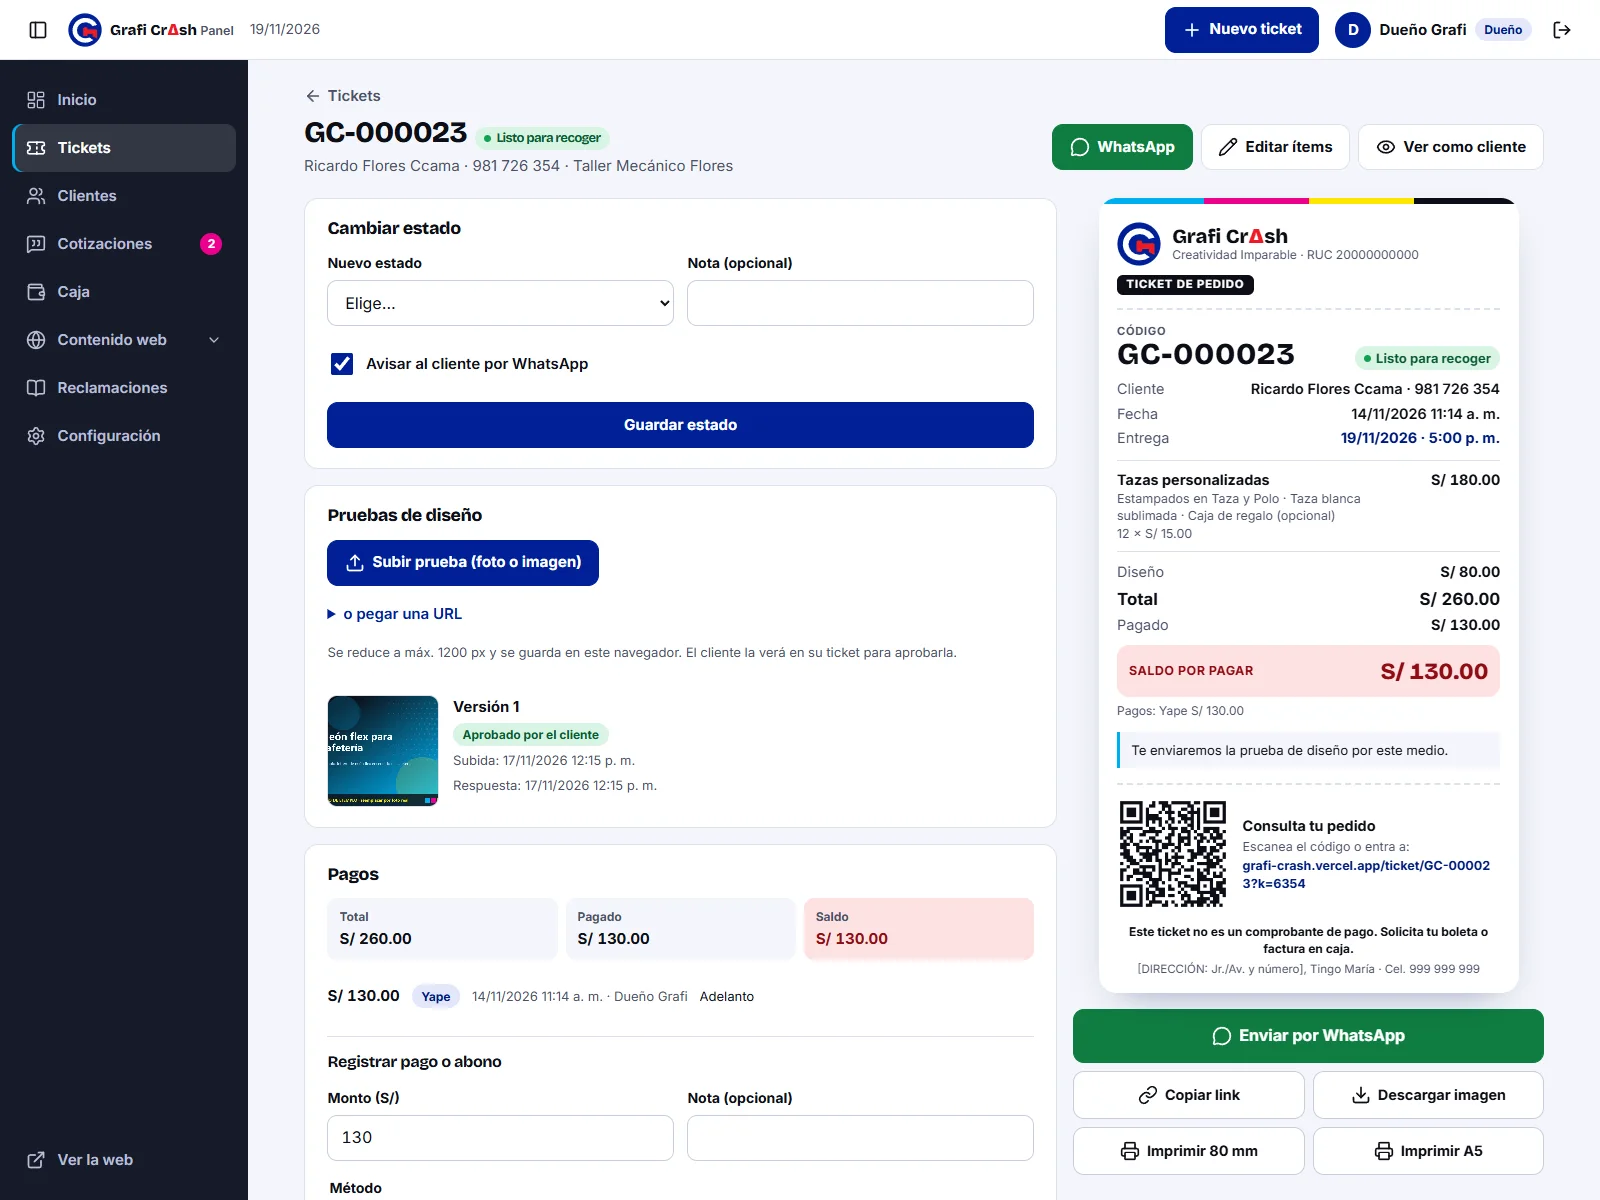 Grafi CrΔsh Panel
19/11/2026
Nuevo ticket
D
Dueño Grafi
Dueño
Inicio
Tickets
Clientes
Cotizaciones
2
Caja
Contenido web
Reclamaciones
Configuración
Ver la web
Tickets
GC-000023
Listo para recoger
Ricardo Flores Ccama · 981 726 354 · Taller Mecánico Flores
WhatsApp
Editar ítems
Ver como cliente
Cambiar estado
Nuevo estado
Nota (opcional)
Elige...
Avisar al cliente por WhatsApp
Guardar estado
Pruebas de diseño
Subir prueba (foto o imagen)
o pegar una URL
Se reduce a máx. 1200 px y se guarda en este navegador. El cliente la verá en su ticket para aprobarla.
eón flex para
afetería
Versión 1
Aprobado por el cliente
Subida: 17/11/2026 12:15 p. m.
Respuesta: 17/11/2026 12:15 p. m.
Pagos
Total
S/ 260.00
Pagado
S/ 130.00
Saldo
S/ 130.00
S/ 130.00
Yape
14/11/2026 11:14 a. m. · Dueño Grafi
Adelanto
Registrar pago o abono
Monto (S/)
Nota (opcional)
130
Método
Grafi CrΔsh
Creatividad Imparable · RUC 20000000000
TICKET DE PEDIDO
CÓDIGO
GC-000023
Listo para recoger
Cliente
Ricardo Flores Ccama · 981 726 354
Fecha
14/11/2026 11:14 a. m.
Entrega
19/11/2026 · 5:00 p. m.
Tazas personalizadas
S/ 180.00
Estampados en Taza y Polo · Taza blanca
sublimada · Caja de regalo (opcional)
12 × S/ 15.00
Diseño
S/ 80.00
Total
S/ 260.00
Pagado
S/ 130.00
SALDO POR PAGAR
S/ 130.00
Pagos: Yape S/ 130.00
Te enviaremos la prueba de diseño por este medio.
Consulta tu pedido
Escanea el código o entra a:
grafi-crash.vercel.app/ticket/GC-00002
3?k=6354
Este ticket no es un comprobante de pago. Solicita tu boleta o
factura en caja.
[DIRECCIÓN: Jr./Av. y número], Tingo María · Cel. 999 999 999
Enviar por WhatsApp
Copiar link
Descargar imagen
Imprimir 80 mm
Imprimir A5